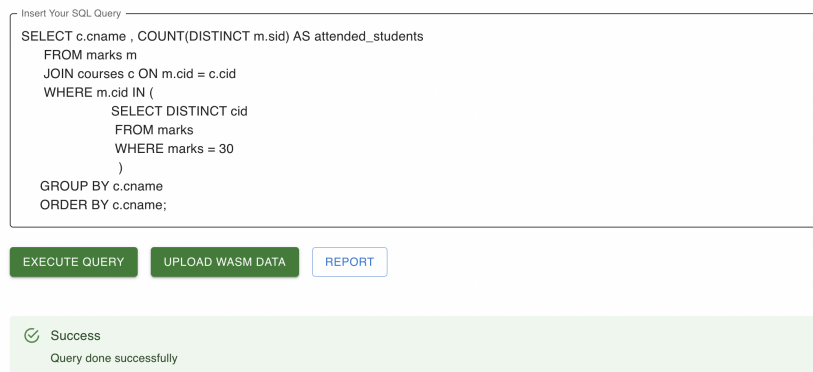 Insert Your SQL Query
SELECT c.cname , COUNT(DISTINCT m.sid) AS attended_students
FROM marks m
JOIN courses c ON m.cid = c.cid
WHERE m.cid IN (
SELECT DISTINCT cid
FROM marks
WHERE marks = 30
)
GROUP BY c.cname
ORDER BY c.cname;
EXECUTE QUERY UPLOAD WASM DATA REPORT
Success
Query done successfully